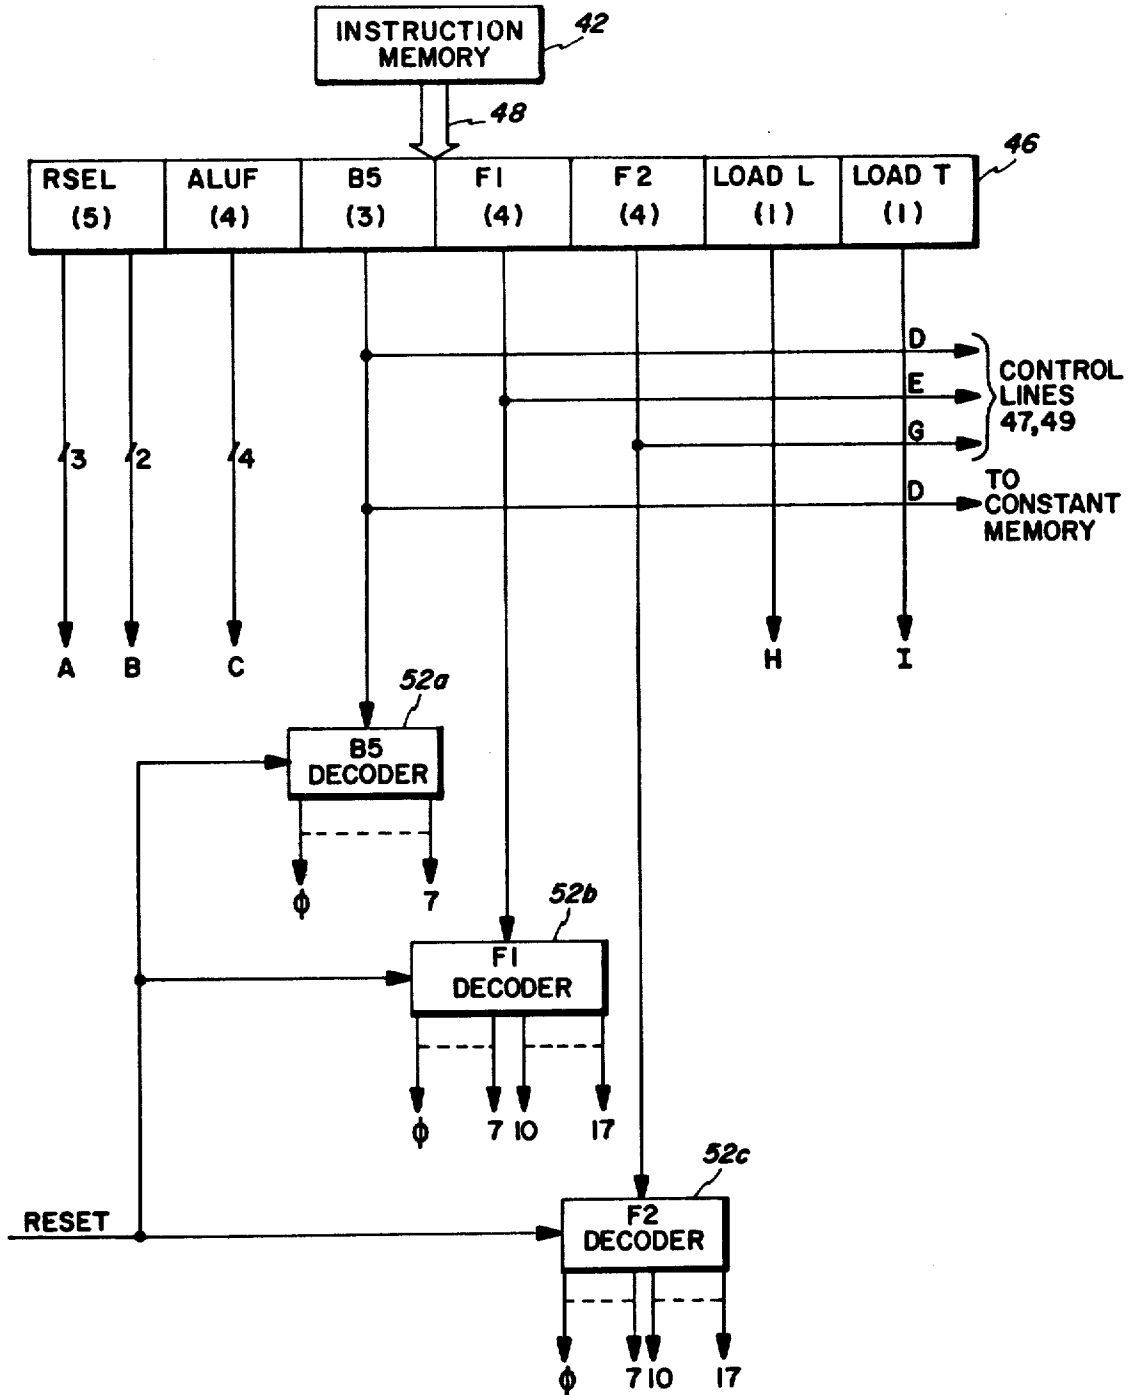 INSTRUCTION
MEMORY
42
48
46
RSEL
(5)
ALUF
(4)
B5
(3)
F1
(4)
F2
(4)
LOAD L
(1)
LOAD T
(1)
D
E
G
CONTROL
LINES
47,49
D
TO
CONSTANT
MEMORY
3
2
4
A
B
C
H
I
52a
B5
DECODER
ϕ
7
52b
F1
DECODER
ϕ
7
10
17
52c
RESET
F2
DECODER
ϕ
7
10
17